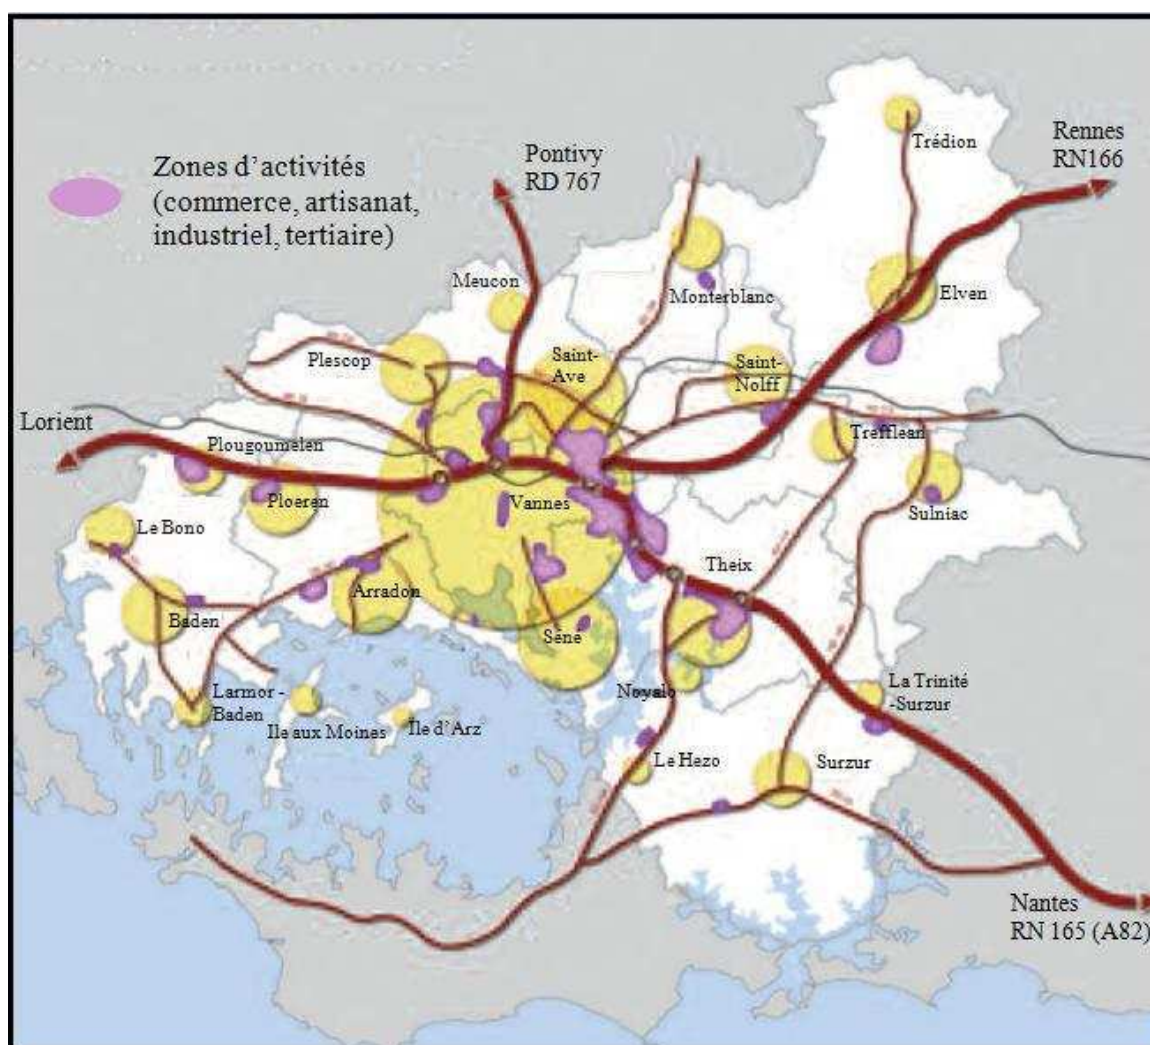 Zones d'activités
(commerce, artisanat,
industriel, tertiaire)
Pontivy
RD 767
Trédion
Rennes
RN166
Meucon
Monterblanc
Elven
Plescop
Saint-
Ave
Saint-
Nolff
Lorient
Plougoumelen
Trefflean
Ploeren
Vannes
Sulniac
Le Bono
Theix
Arradon
Baden
Séné
Larmor -
Baden
Ile aux Moines
Île d'Arz
Noyalo
La Trinité
-Surzur
Le Hezo
Surzur
Nantes
RN 165 (A82)